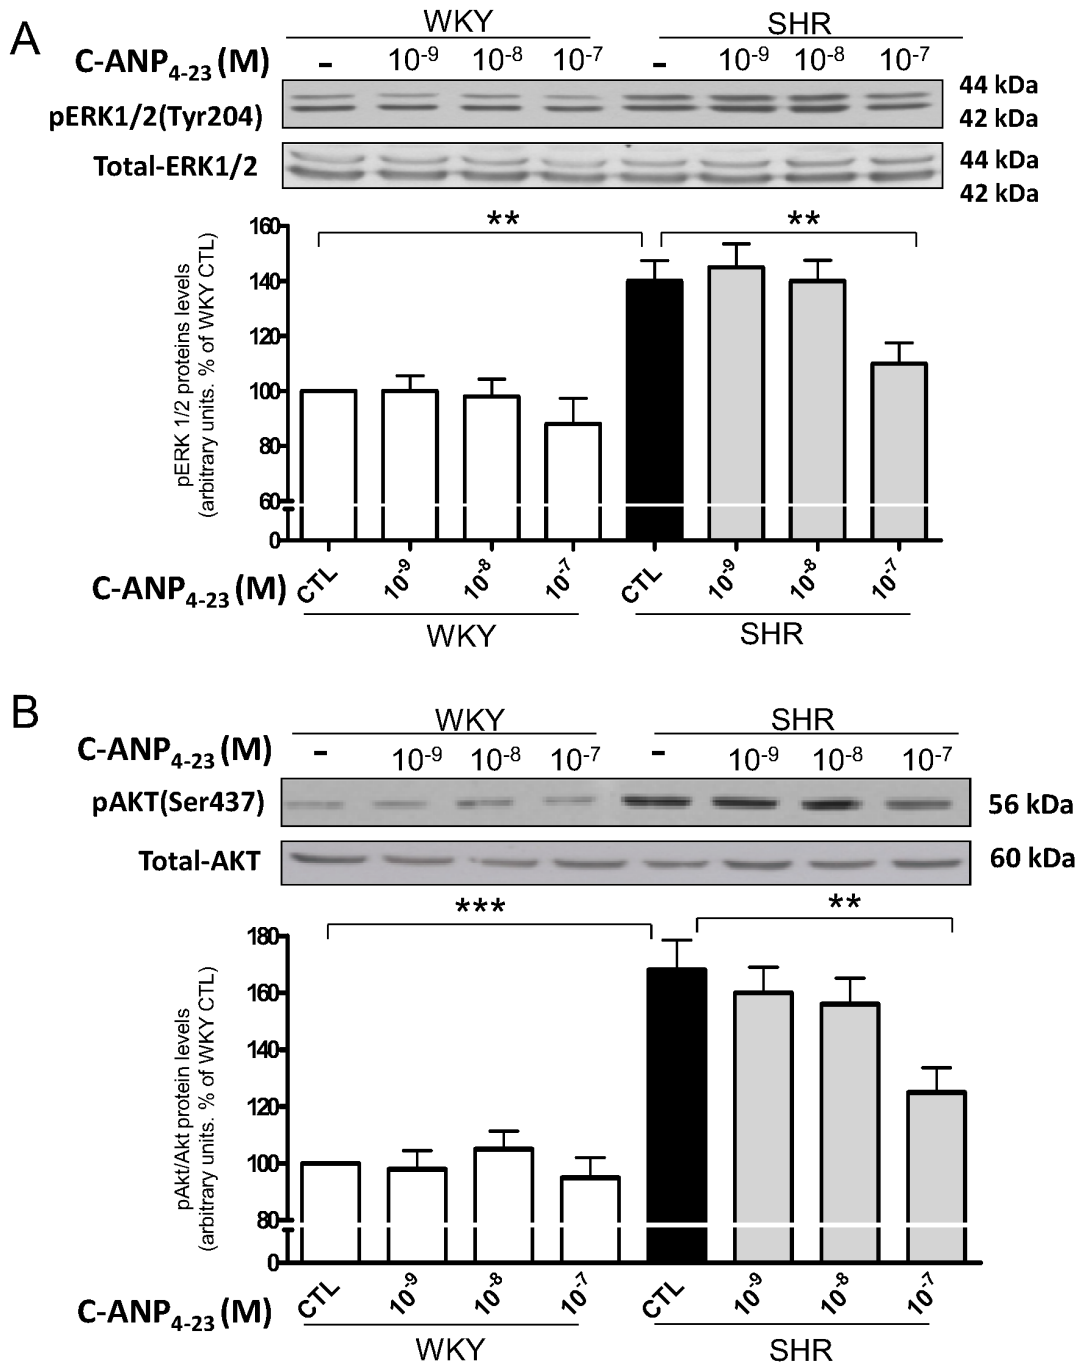 A
WKY SHR
C-ANP4-23 (M) - 10-9 10-8 10-7 - 10-9 10-8 10-7
pERK1/2(Tyr204) 44 kDa
42 kDa
Total-ERK1/2 44 kDa
42 kDa
** **
pERK 1/2 proteins levels
(arbitrary units. % of WKY CTL)
160
140
120
100
80
60
0
C-ANP4-23 (M) CTL 10-9 10-8 10-7 CTL 10-9 10-8 10-7
WKY SHR
B
WKY SHR
C-ANP4-23 (M) - 10-9 10-8 10-7 - 10-9 10-8 10-7
pAKT(Ser437) 56 kDa
Total-AKT 60 kDa
*** **
pAkt/Akt protein levels
(arbitrary units. % of WKY CTL)
180
160
140
120
100
80
0
C-ANP4-23 (M) CTL 10-9 10-8 10-7 CTL 10-9 10-8 10-7
WKY SHR